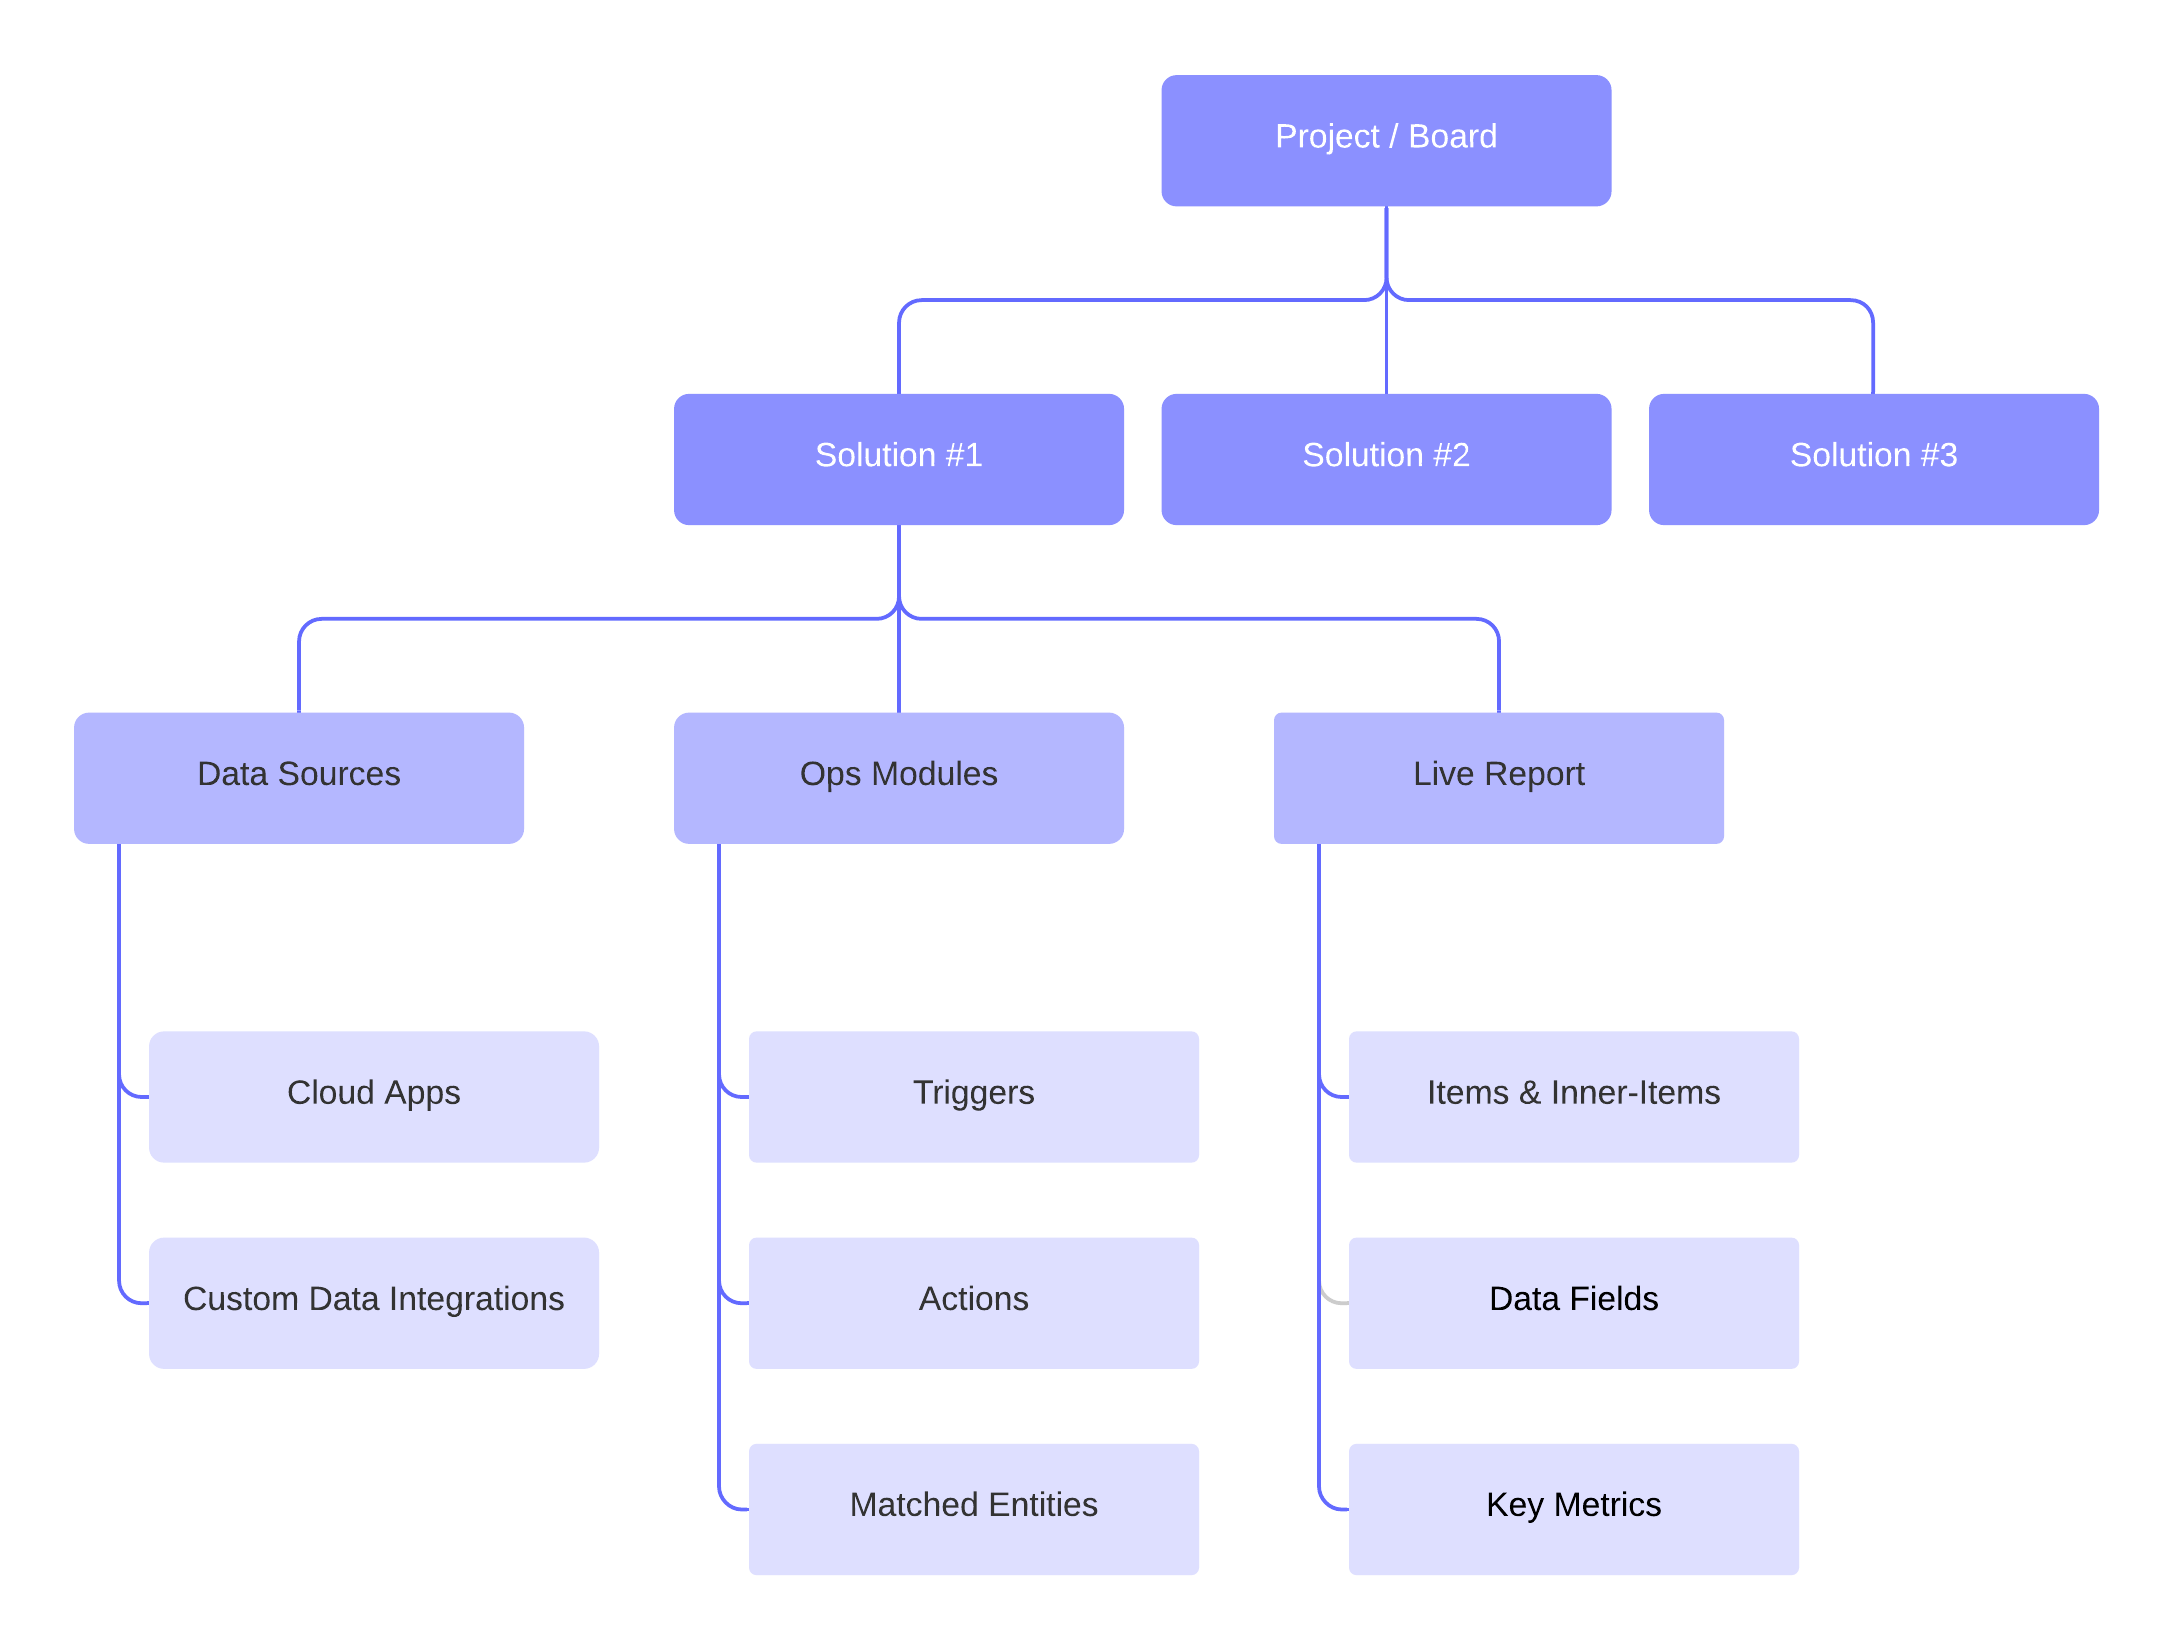 Project / Board
Solution #1
Solution #2
Solution #3
Data Sources
Ops Modules
Live Report
Cloud Apps
Triggers
Items & Inner-Items
Custom Data Integrations
Actions
Data Fields
Matched Entities
Key Metrics